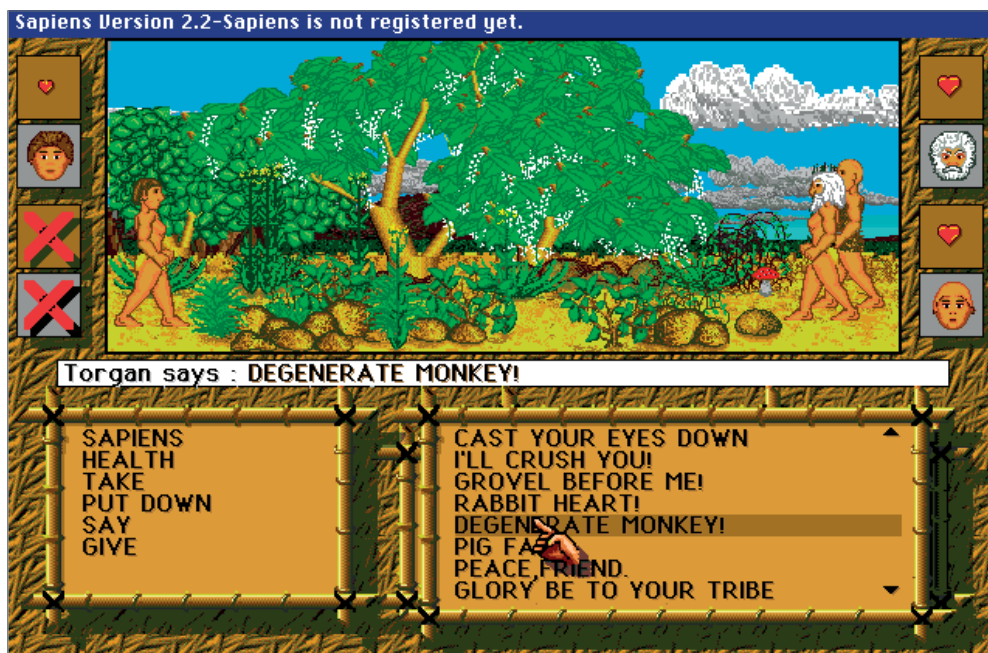 Sapiens Version 2.2-Sapiens is not registered yet.
Torgan says : DEGENERATE MONKEY!
SAPIENS
HEALTH
TAKE
PUT DOWN
SAY
GIVE
CAST YOUR EYES DOWN
I'LL CRUSH YOU!
GROVEL BEFORE ME!
RABBIT HEART!
DEGENERATE MONKEY!
PIG
PEACE,FRIEND.
GLORY BE TO YOUR TRIBE